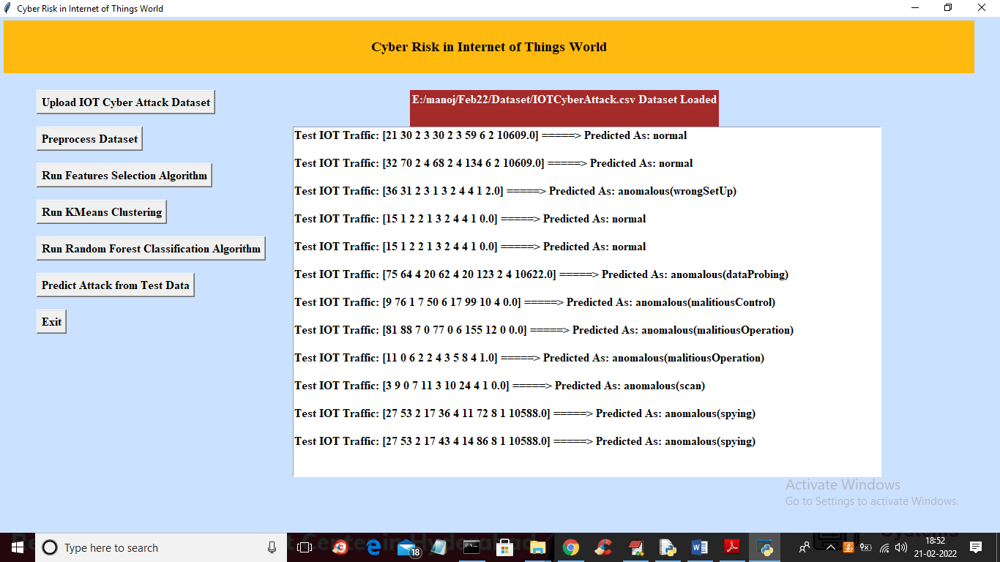 Cyber Risk in Internet of Things World
Cyber Risk in Internet of Things World
Upload IOT Cyber Attack Dataset
Preprocess Dataset
Run Features Selection Algorithm
Run KMeans Clustering
Run Random Forest Classification Algorithm
Predict Attack from Test Data
Exit
E:/manoj/Feb22/Dataset/IOTCyberAttack.csv Dataset Loaded
Test IOT Traffic: [21 30 2 3 30 2 3 59 6 2 10609.0] =====> Predicted As: normal
Test IOT Traffic: [32 70 2 4 68 2 4 134 6 2 10609.0] =====> Predicted As: normal
Test IOT Traffic: [36 31 2 3 1 3 2 4 4 1 2.0] =====> Predicted As: anomalous(wrongSetUp)
Test IOT Traffic: [15 1 2 2 1 3 2 4 4 1 0.0] =====> Predicted As: normal
Test IOT Traffic: [15 1 2 2 1 3 2 4 4 1 0.0] =====> Predicted As: normal
Test IOT Traffic: [75 64 4 20 62 4 20 123 2 4 10622.0] =====> Predicted As: anomalous(dataProbing)
Test IOT Traffic: [9 76 1 7 50 6 17 99 10 4 0.0] =====> Predicted As: anomalous(malitiousControl)
Test IOT Traffic: [81 88 7 0 77 0 6 155 12 0 0.0] =====> Predicted As: anomalous(malitiousOperation)
Test IOT Traffic: [11 0 6 2 2 4 3 5 8 4 1.0] =====> Predicted As: anomalous(malitiousOperation)
Test IOT Traffic: [3 9 0 7 11 3 10 24 4 1 0.0] =====> Predicted As: anomalous(scan)
Test IOT Traffic: [27 53 2 17 36 4 11 72 8 1 10588.0] =====> Predicted As: anomalous(spying)
Test IOT Traffic: [27 53 2 17 43 4 14 86 8 1 10588.0] =====> Predicted As: anomalous(spying)
Activate Windows
Go to Settings to activate Windows.
Type here to search
18
18:52
21-02-2022